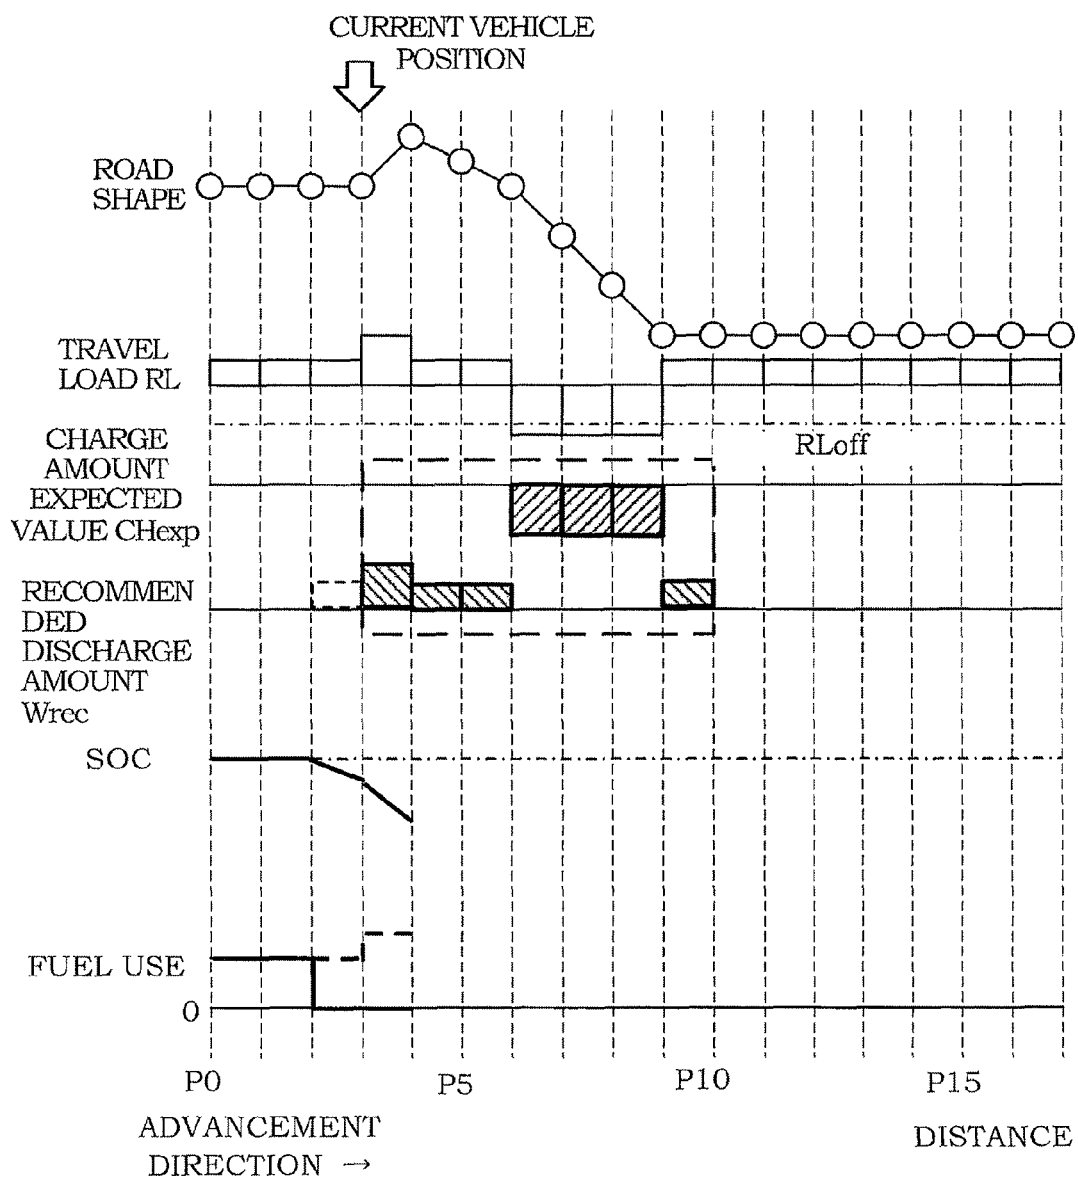 CURRENT VEHICLE
POSITION
ROAD
SHAPE
TRAVEL
LOAD RL
RLoff
CHARGE
AMOUNT
EXPECTED
VALUE CHexp
RECOMMEN
DED
DISCHARGE
AMOUNT
Wrec
SOC
FUEL USE
0
P0 P5 P10 P15
ADVANCEMENT
DIRECTION →
DISTANCE